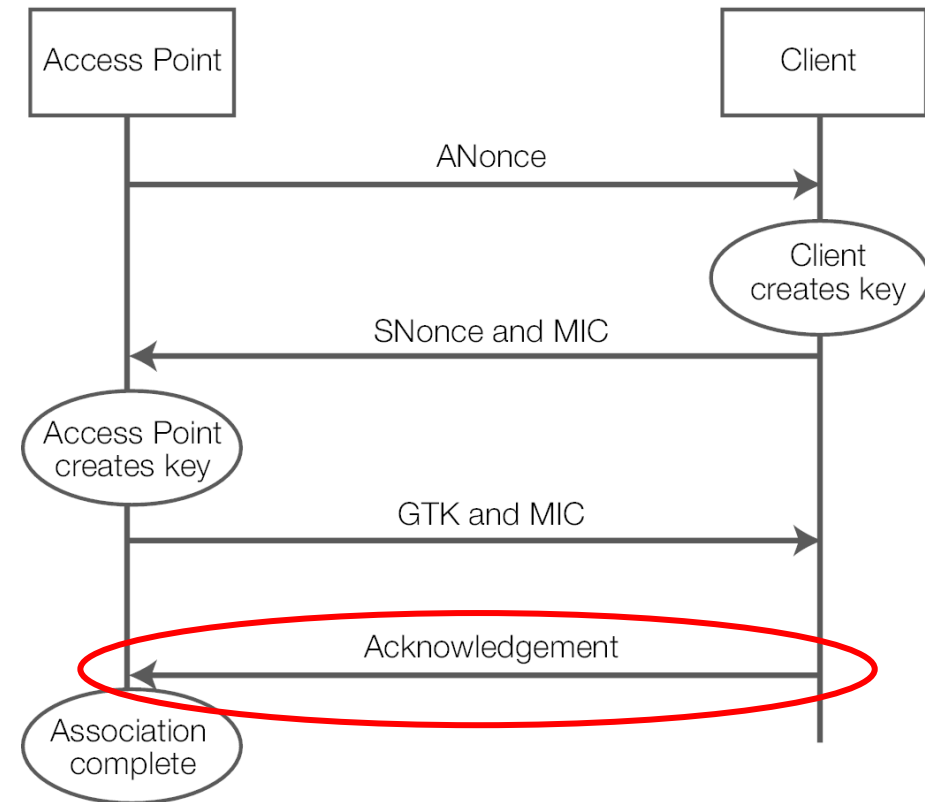 Access Point
Client
ANonce
Client
creates key
SNonce and MIC
Access Point
creates key
GTK and MIC
Acknowledgement
Association
complete